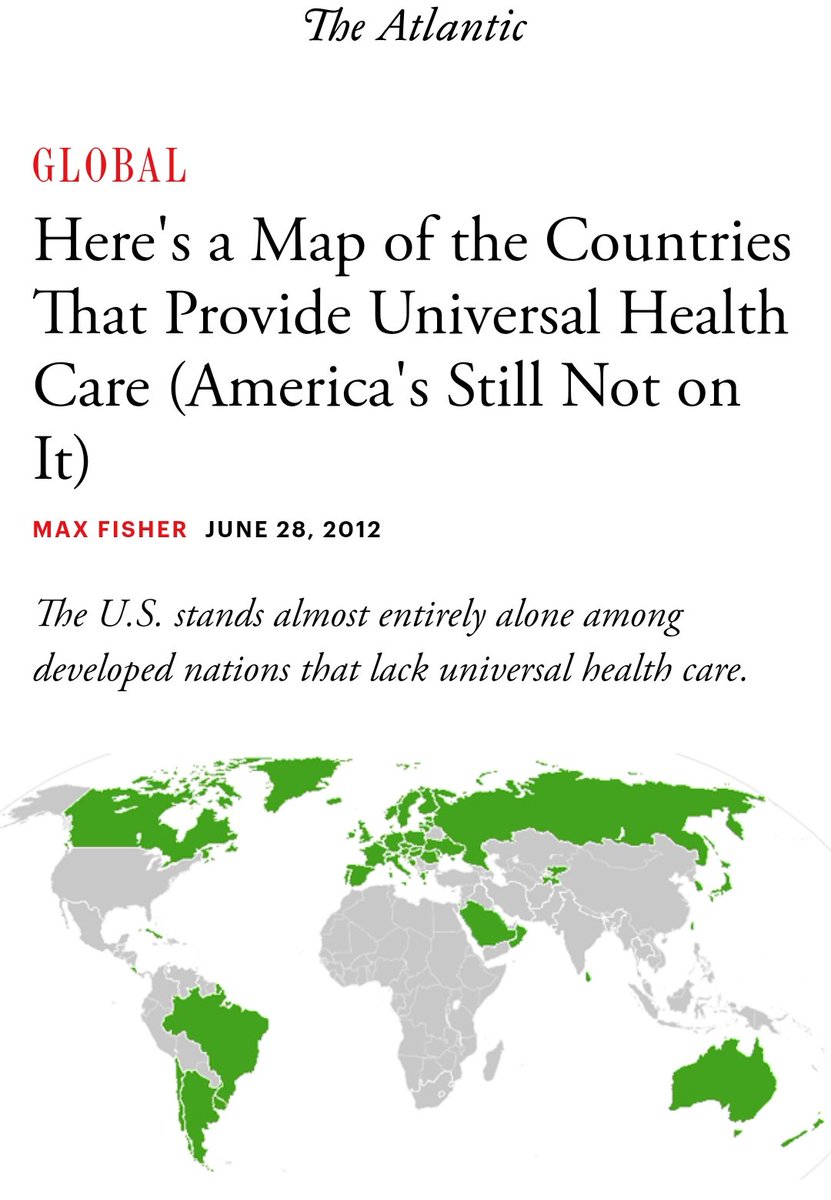 The Atlantic
GLOBAL
Here's a Map of the Countries
That Provide Universal Health
Care (America's Still Not on
It)
MAX FISHER JUNE 28, 2012
The U.S. stands almost entirely alone among
developed nations that lack universal health care.